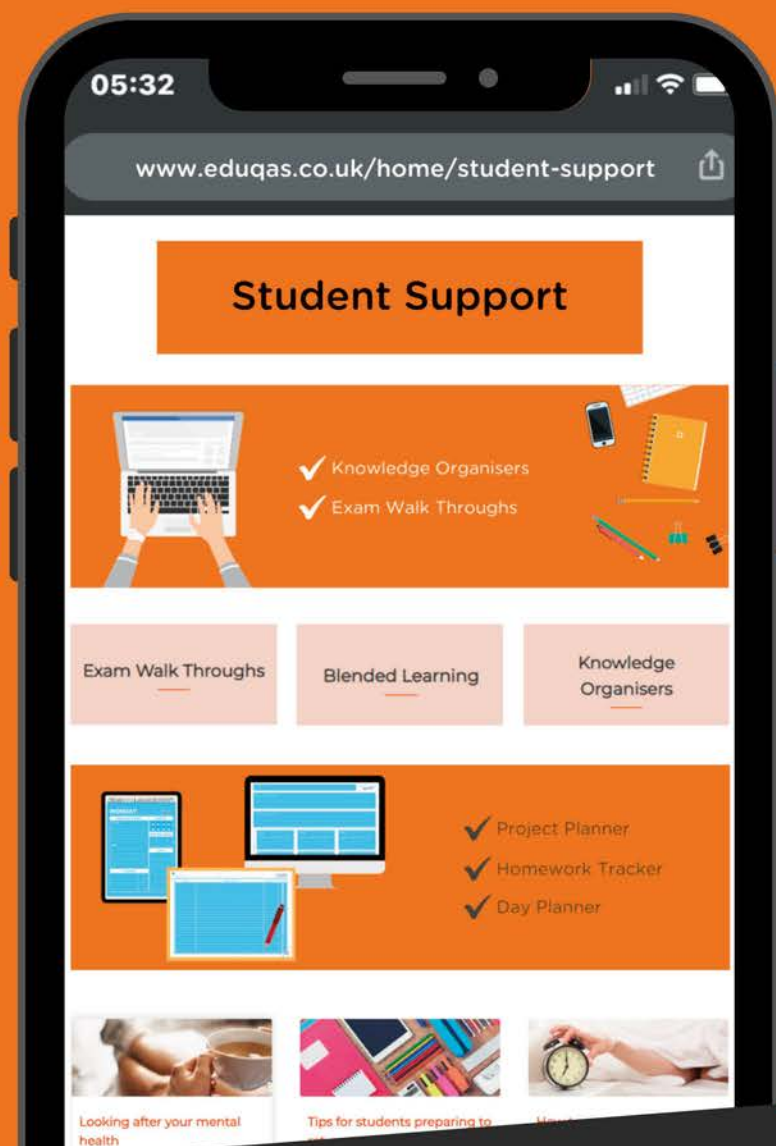 05:32
www.eduqas.co.uk/home/student-support
Student Support
Knowledge Organisers
Exam Walk Throughs
Exam Walk Throughs
Blended Learning
Knowledge
Organisers
Project Planner
Homework Tracker
Day Planner
Looking after your mental
health
Tips for students preparing to